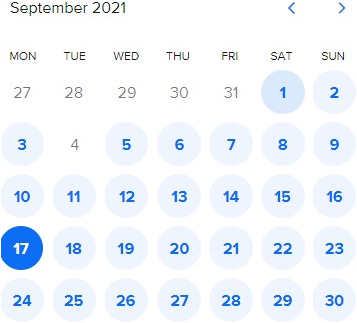 September 2021
MON TUE WED THU FRI SAT SUN
27 28 29 30 31 1 2
3 4 5 6 7 8 9
10 11 12 13 14 15 16
17 18 19 20 21 22 23
24 25 26 27 28 29 30